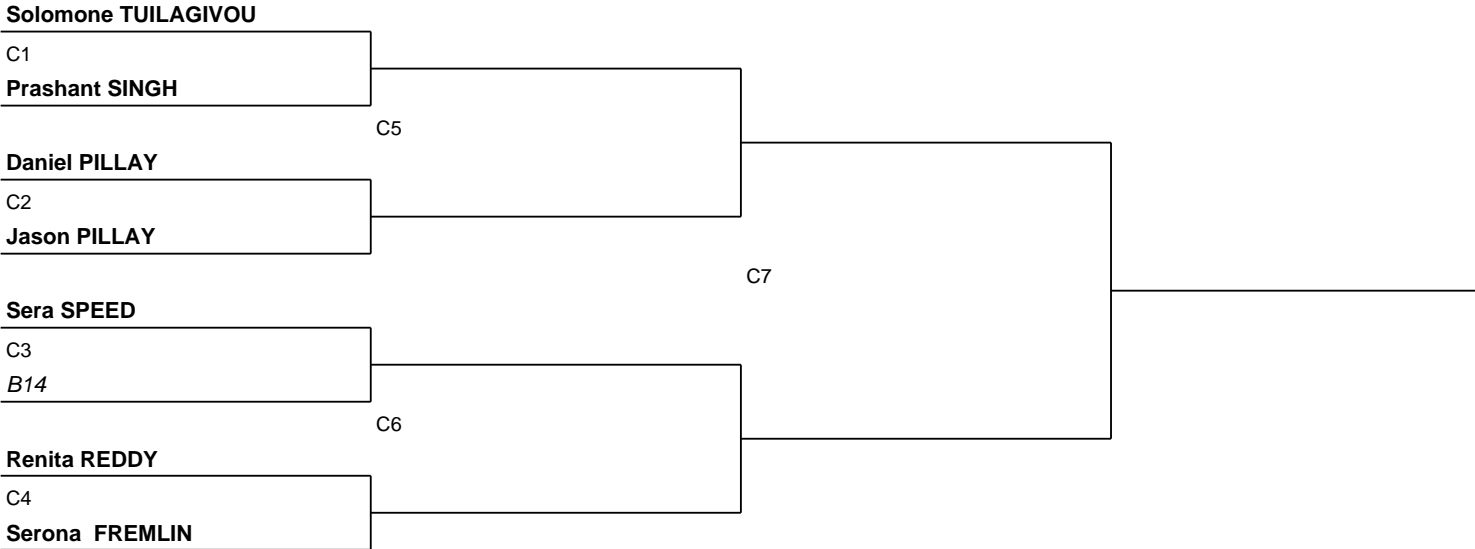 Solomone TUILAGIVOU
C1
Prashant SINGH
C5
Daniel PILLAY
C2
Jason PILLAY
C7
Sera SPEED
C3
B14
C6
Renita REDDY
C4
Serona FREMLIN